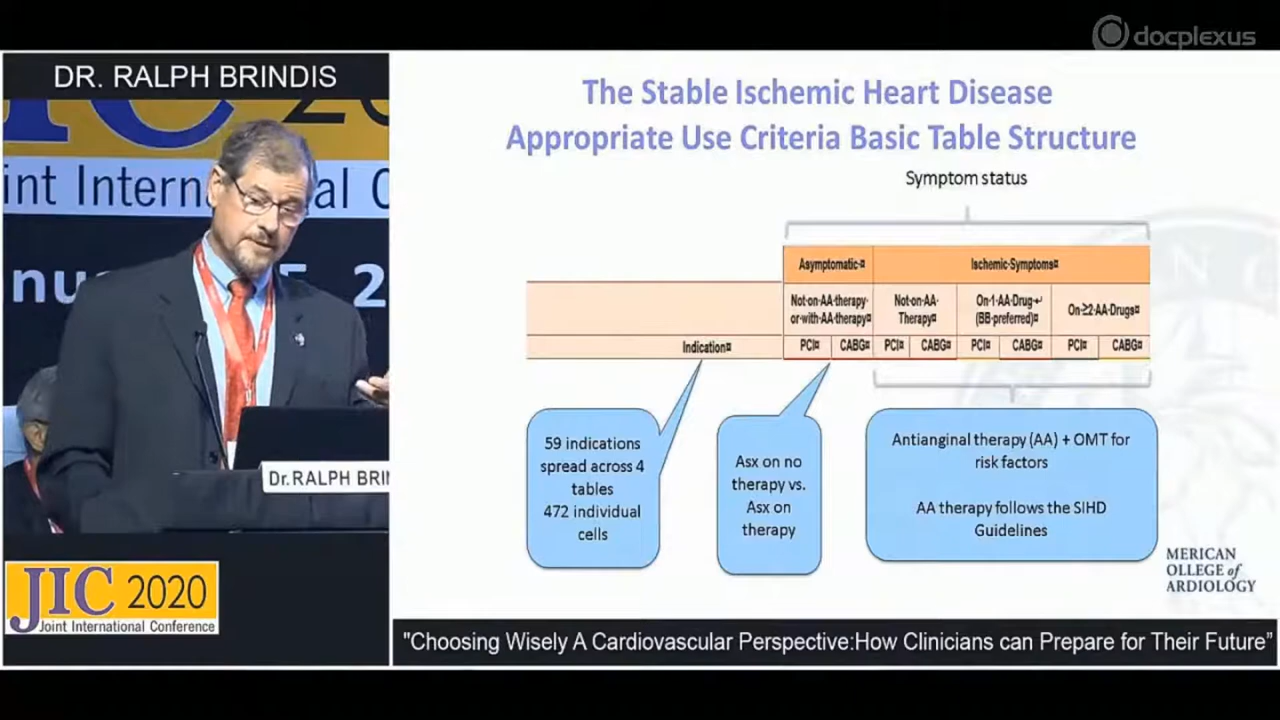 docplexus
DR. RALPH BRINDIS
The Stable Ischemic Heart Disease
Appropriate Use Criteria Basic Table Structure
Symptom status
Asymptomatic·¤
Ischemic·Symptoms¤
Not·on·AA·therapy·
or·with·AA·therapy¤
Not·on·AA·
Therapy¤
On·1·AA·Drug·↵
(BB·preferred)¤
On·≥2·AA·Drugs¤
Indication¤
PCI¤ CABG¤ PCI¤ CABG¤ PCI¤ CABG¤ PCI¤ CABG¤
59 indications
spread across 4
tables
472 individual
cells
Asx on no
therapy vs.
Asx on
therapy
Antianginal therapy (AA) + OMT for
risk factors
AA therapy follows the SIHD
Guidelines
MERICAN
OLLEGE of
ARDIOLOGY
int Intern al C
Dr. RALPH BRIN
JIC 2020
Joint International Conference
"Choosing Wisely A Cardiovascular Perspective:How Clinicians can Prepare for Their Future"